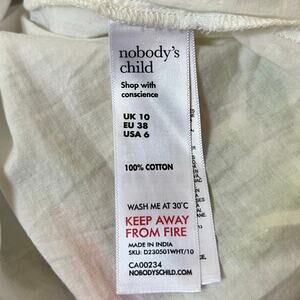 nobody's
child
Shop with
conscience
UK 10
EU 38
USA 6
100% COTTON
WASH ME AT 30°C
KEEP AWAY
FROM FIRE
MADE IN INDIA
SKU: D230501WHT/10
CA00234
NOBODYSCHILD.COM